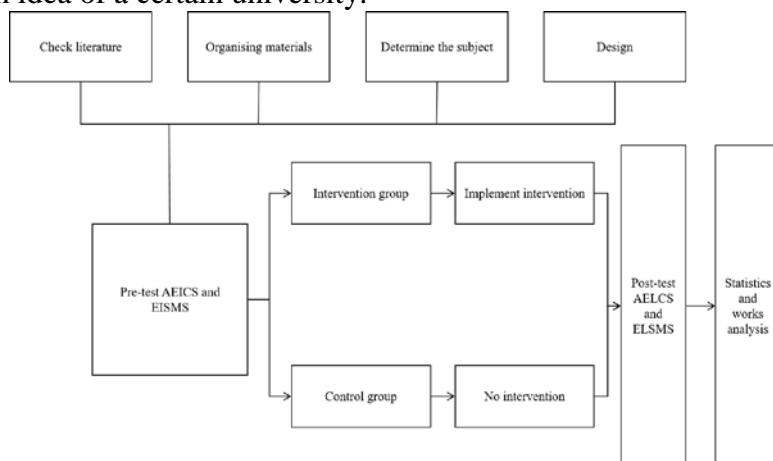 idea of a certain university.
Check literature
Organising materials
Determine the subject
Design
Intervention group
Implement intervention
Pre-test AEICS and
EISMS
Post-test
AELCS
and
ELSMS
Statistics
and
works
analysis
Control group
No intervention